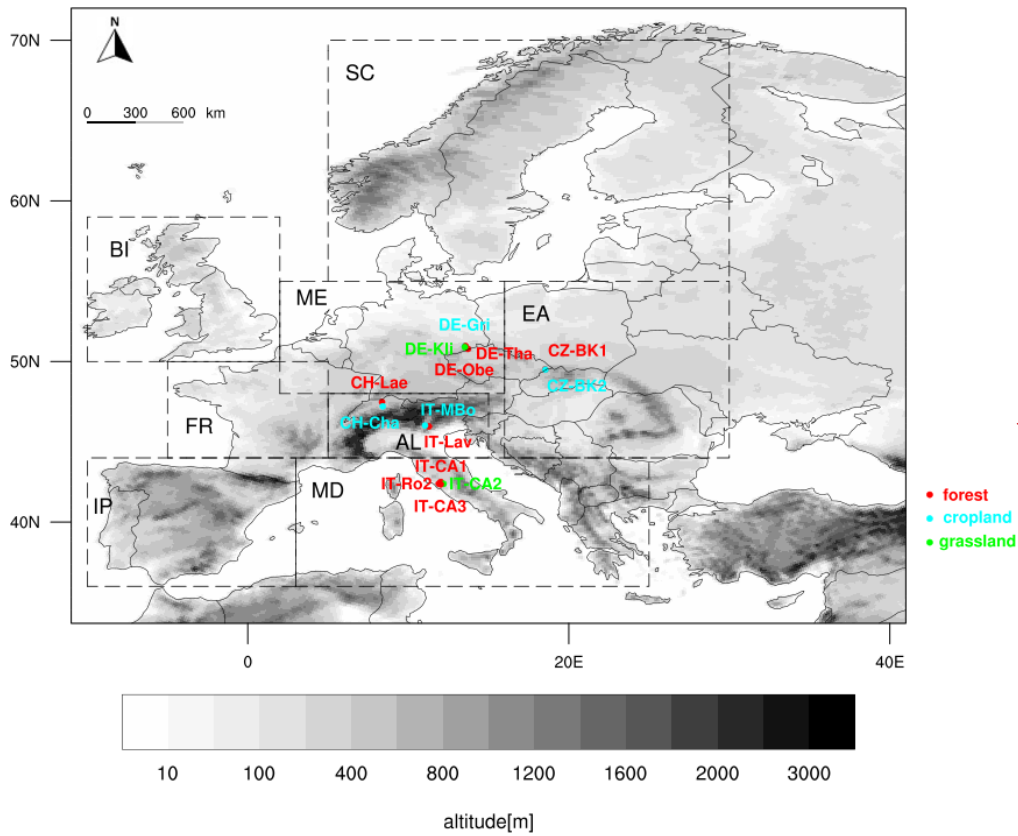 70N
60N
50N
40N
N
0 300 600 km
SC
BI
ME
EA
DE-Gri
DE-Kli
DE-Tha
CZ-BK1
DE-Obe
CH-Lae
CZ-BK2
IT-MBo
CH-Cha
FR
AL
IT-Lav
IT-CA1
MD
IT-Ro2
IT-CA2
IP
IT-CA3
forest
cropland
grassland
0 20E 40E
10 100 400 800 1200 1600 2000 3000
altitude[m]